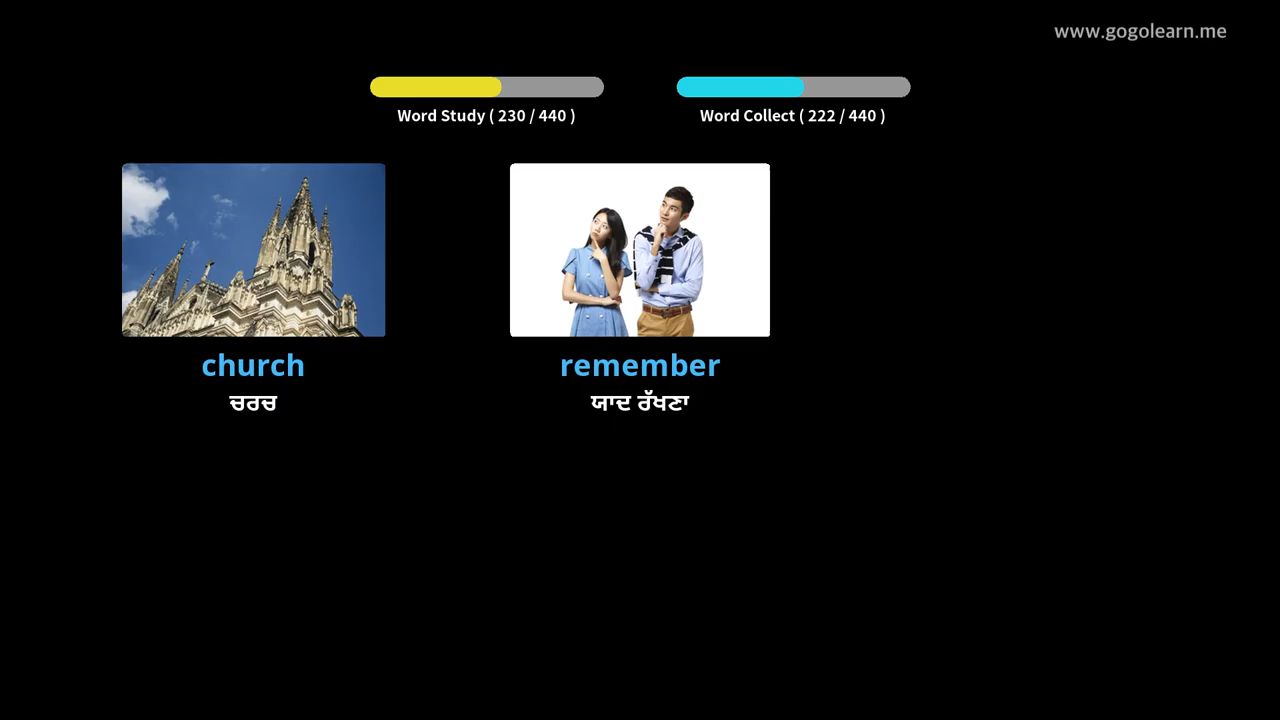 www.gogolearn.me
Word Study ( 230 / 440 )
Word Collect ( 222 / 440 )
church
ਚਰਚ
remember
ਯਾਦ ਰੱਖਣਾ